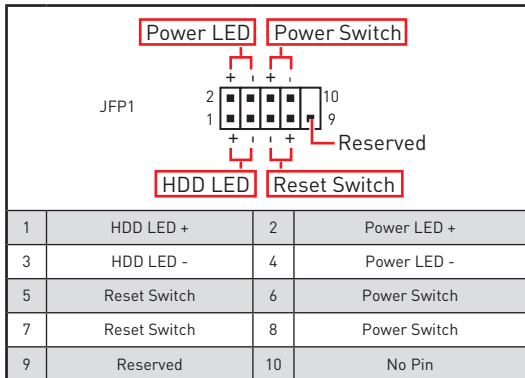 Power LED Power Switch
+ - + -
2 10
JFP1
1 9
+ - - +
Reserved
HDD LED Reset Switch
1 HDD LED + 2 Power LED +
3 HDD LED - 4 Power LED -
5 Reset Switch 6 Power Switch
7 Reset Switch 8 Power Switch
9 Reserved 10 No Pin